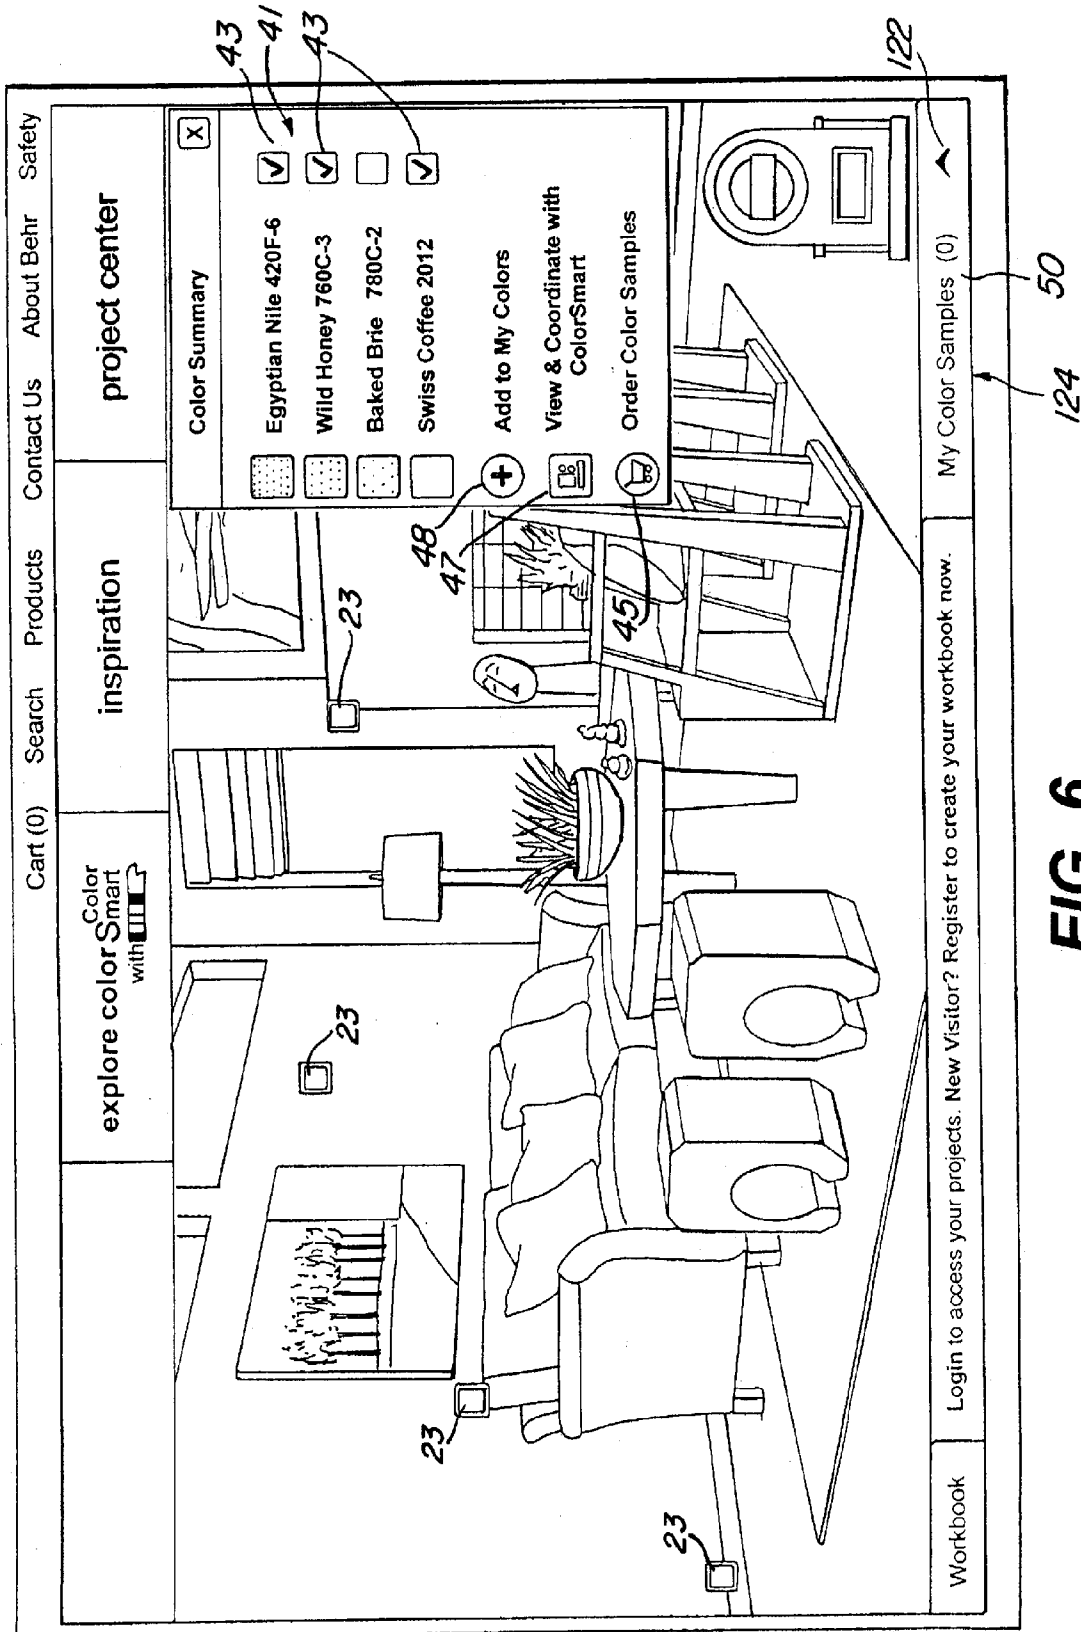 Cart (0) Search Products Contact Us About Behr Safety
explore color
with Color Smart
inspiration
project center
Color Summary X
Egyptian Nile 420F-6
Wild Honey 760C-3
Baked Brie 780C-2
Swiss Coffee 2012
Add to My Colors
View & Coordinate with
ColorSmart
Order Color Samples
43
41
43
48
47
45
23
23
23
23
Workbook
Login to access your projects. New Visitor? Register to create your workbook now.
My Color Samples (0)
122
50
124
FIG. 6